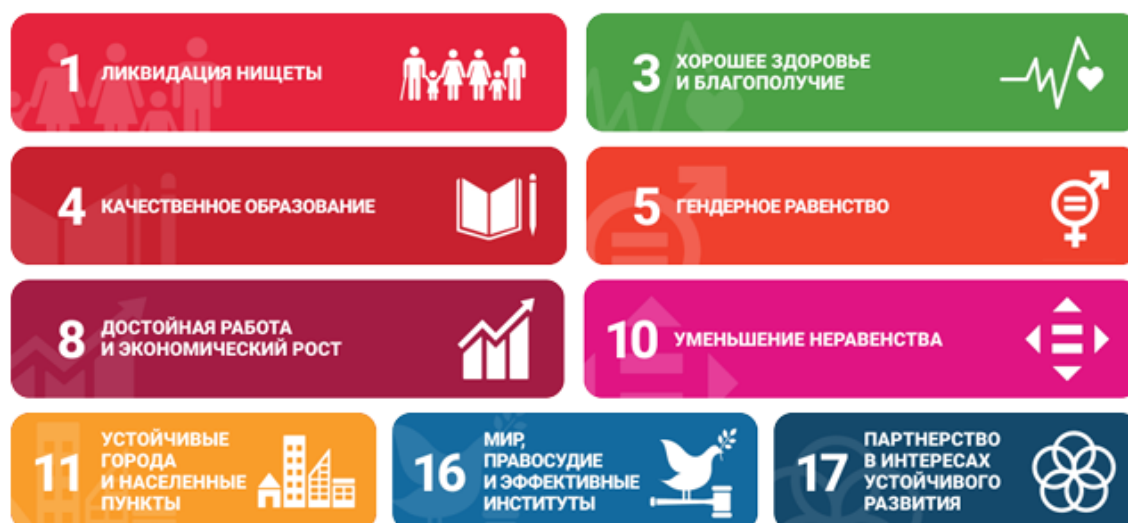 1 ЛИКВИДАЦИЯ НИЩЕТЫ
3 ХОРОШЕЕ ЗДОРОВЬЕ
И БЛАГОПОЛУЧИЕ
4 КАЧЕСТВЕННОЕ ОБРАЗОВАНИЕ
5 ГЕНДЕРНОЕ РАВЕНСТВО
8 ДОСТОЙНАЯ РАБОТА
И ЭКОНОМИЧЕСКИЙ РОСТ
10 УМЕНЬШЕНИЕ НЕРАВЕНСТВА
11 УСТОЙЧИВЫЕ
ГОРОДА
И НАСЕЛЕННЫЕ
ПУНКТЫ
16 МИР,
ПРАВОСУДИЕ
И ЭФФЕКТИВНЫЕ
ИНСТИТУТЫ
17 ПАРТНЕРСТВО
В ИНТЕРЕСАХ
УСТОЙЧИВОГО
РАЗВИТИЯ